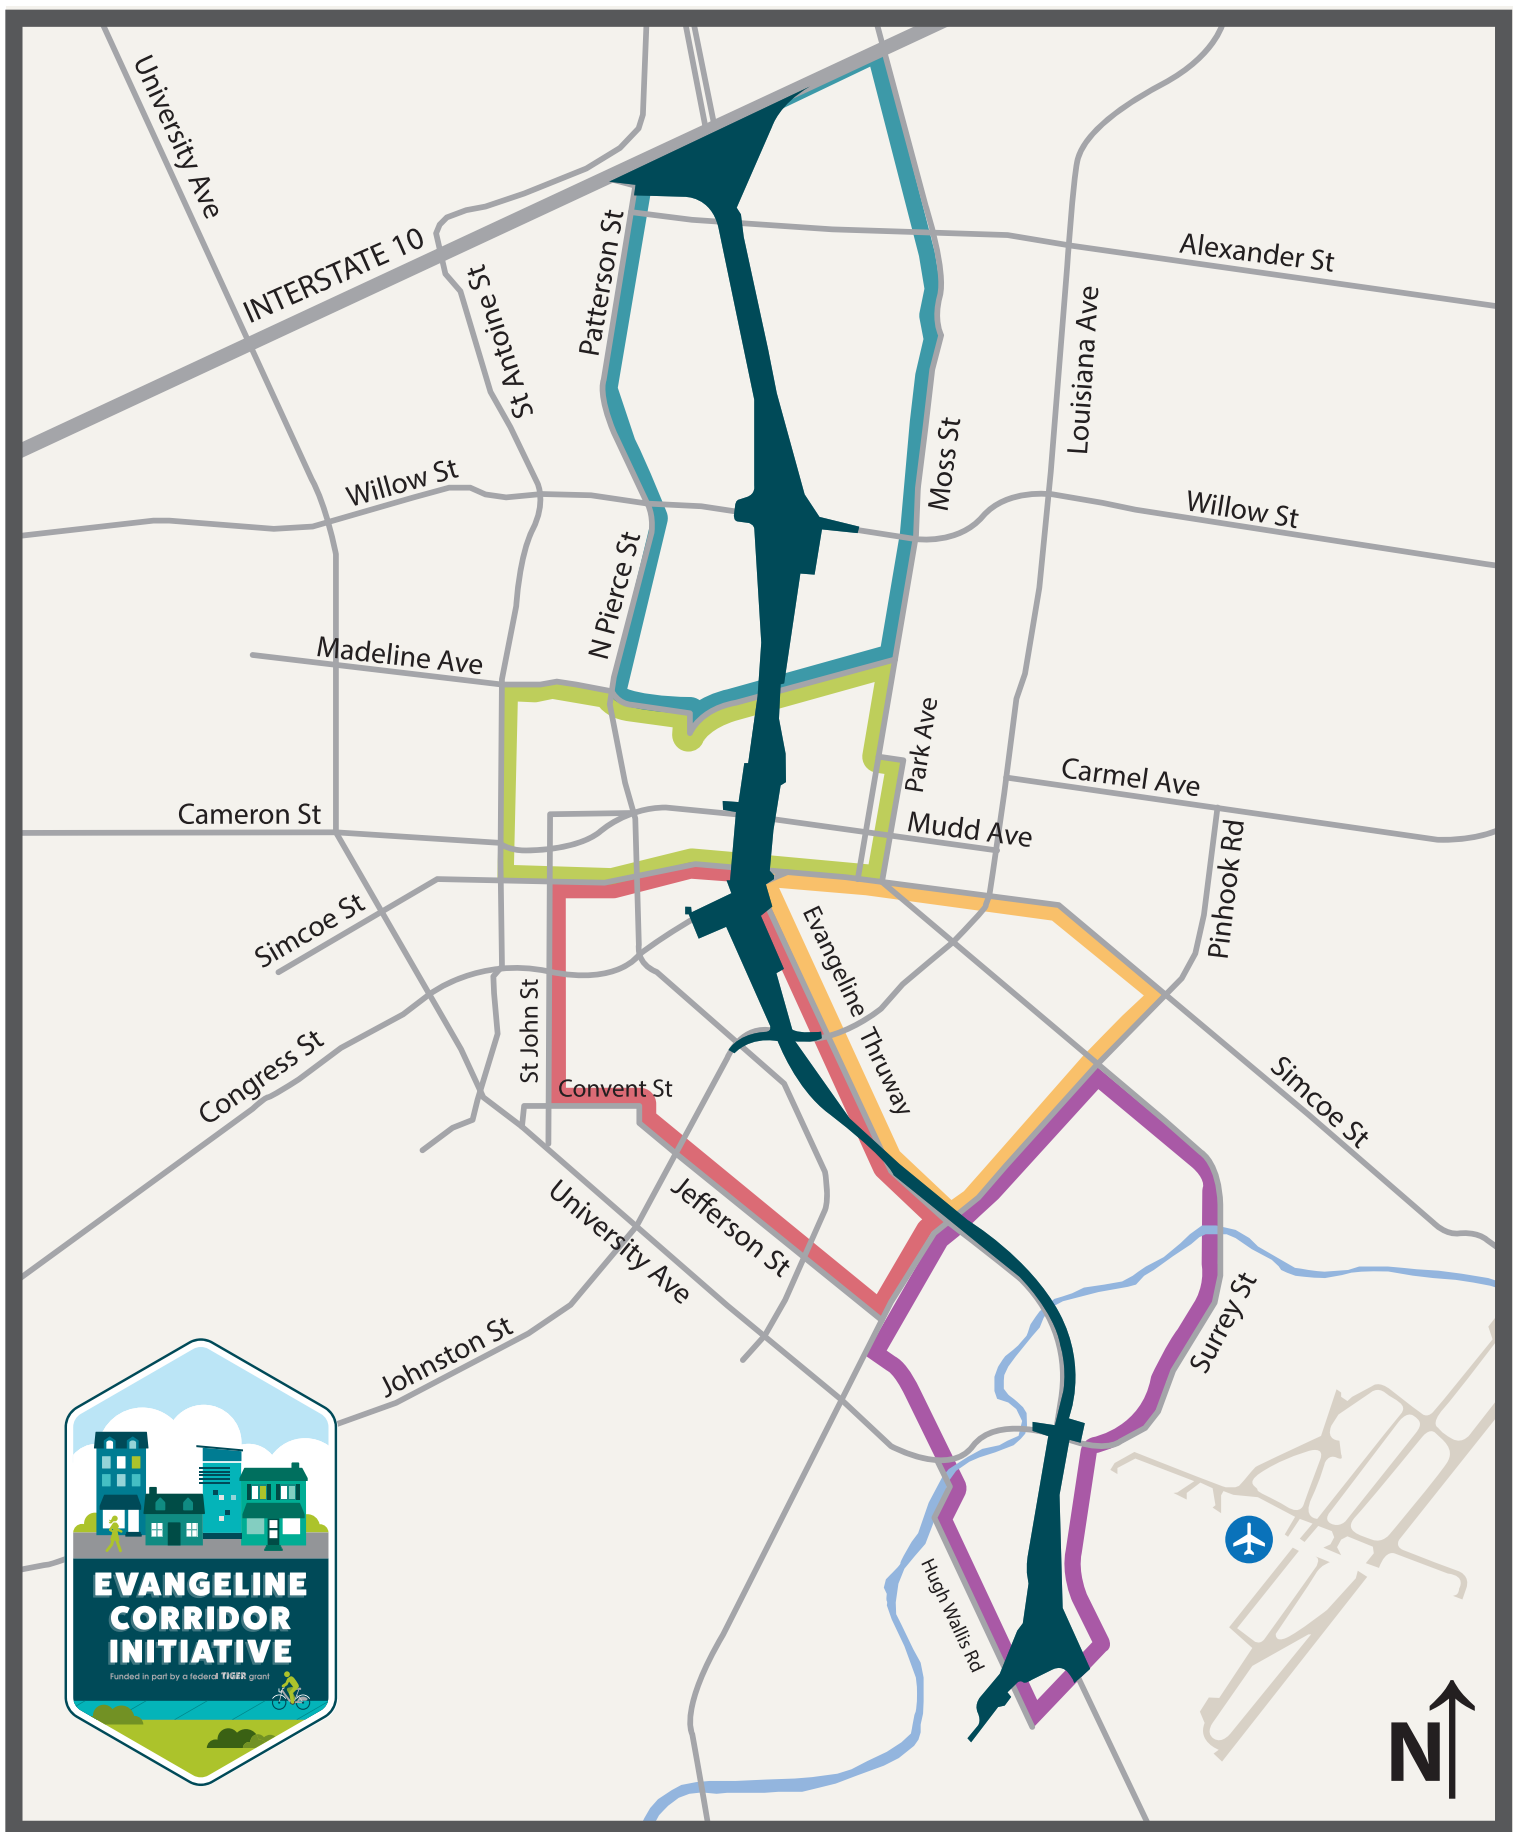 University Ave
INTERSTATE 10
St Antoine St
Patterson St
Alexander St
Louisiana Ave
Moss St
Willow St
Willow St
N Pierce St
Madeline Ave
Park Ave
Carmel Ave
Cameron St
Mudd Ave
Pinhook Rd
Simcoe St
Evangeline Thruway
St John St
Congress St
Convent St
Simcoe St
Jefferson St
University Ave
Surrey St
Johnston St
Hugh Wallis Rd
EVANGELINE
CORRIDOR
INITIATIVE
Funded in part by a federal TIGER grant
N